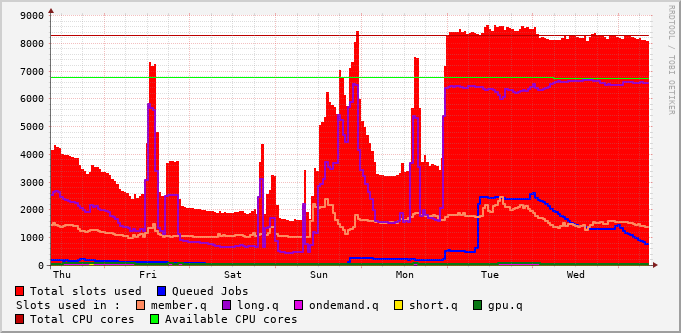 9000
8000
7000
6000
5000
4000
3000
2000
1000
0
Thu Fri Sat Sun Mon Tue Wed
RRDTOOL / TOBI OETIKER
Total slots used Queued Jobs
Slots used in : member.q long.q ondemand.q short.q gpu.q
Total CPU cores Available CPU cores